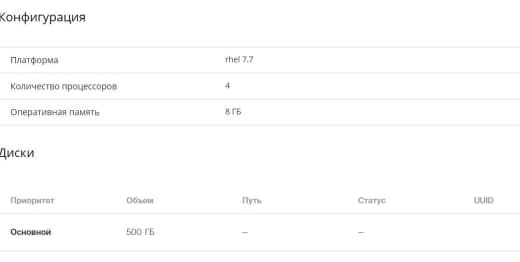 Конфигурация
Платформа rhel 7.7
Количество процессоров 4
Оперативная память 8 ГБ
Диски
Приоритет Объем Путь Статус UUID
Основной 500 ГБ – –